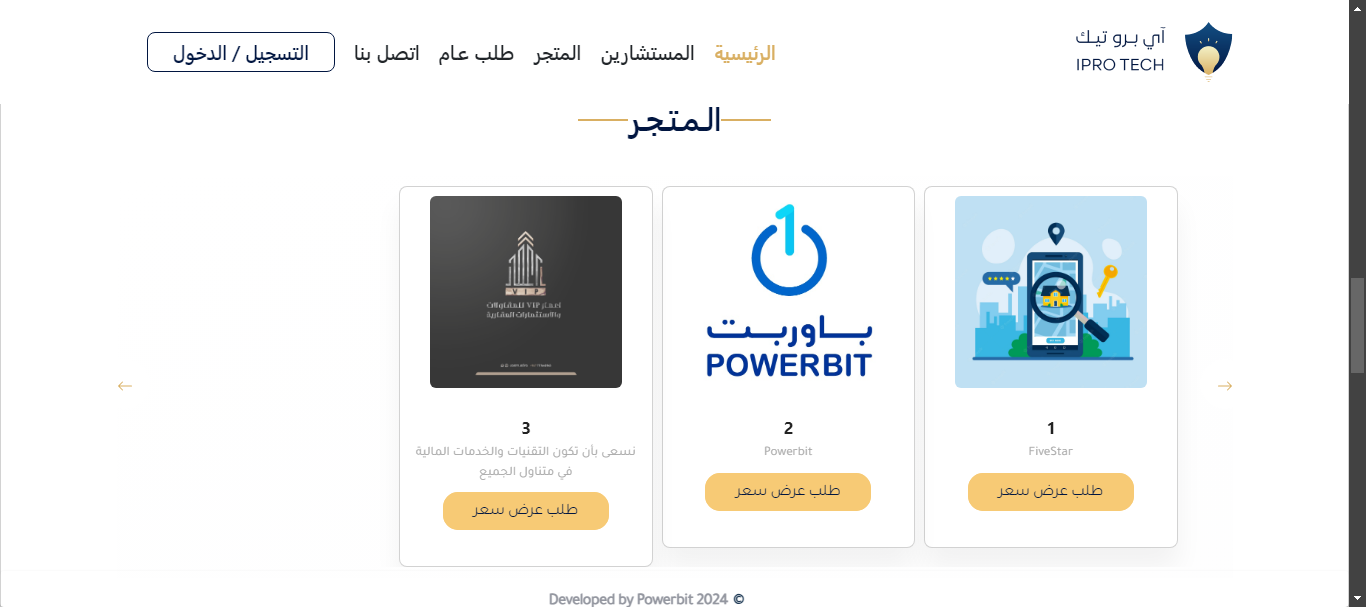 آي برو تيك
IPRO TECH
الرئيسية
المستشارين
المتجر
طلب عام
اتصل بنا
التسجيل / الدخول
المتجر
1
FiveStar
طلب عرض سعر
باوربت
POWERBIT
2
Powerbit
طلب عرض سعر
VIP
VIP للمقاولات
والاستثمارات العقارية
3
نسعى بأن تكون التقنيات والخدمات المالية
في متناول الجميع
طلب عرض سعر
Developed by Powerbit 2024 ©